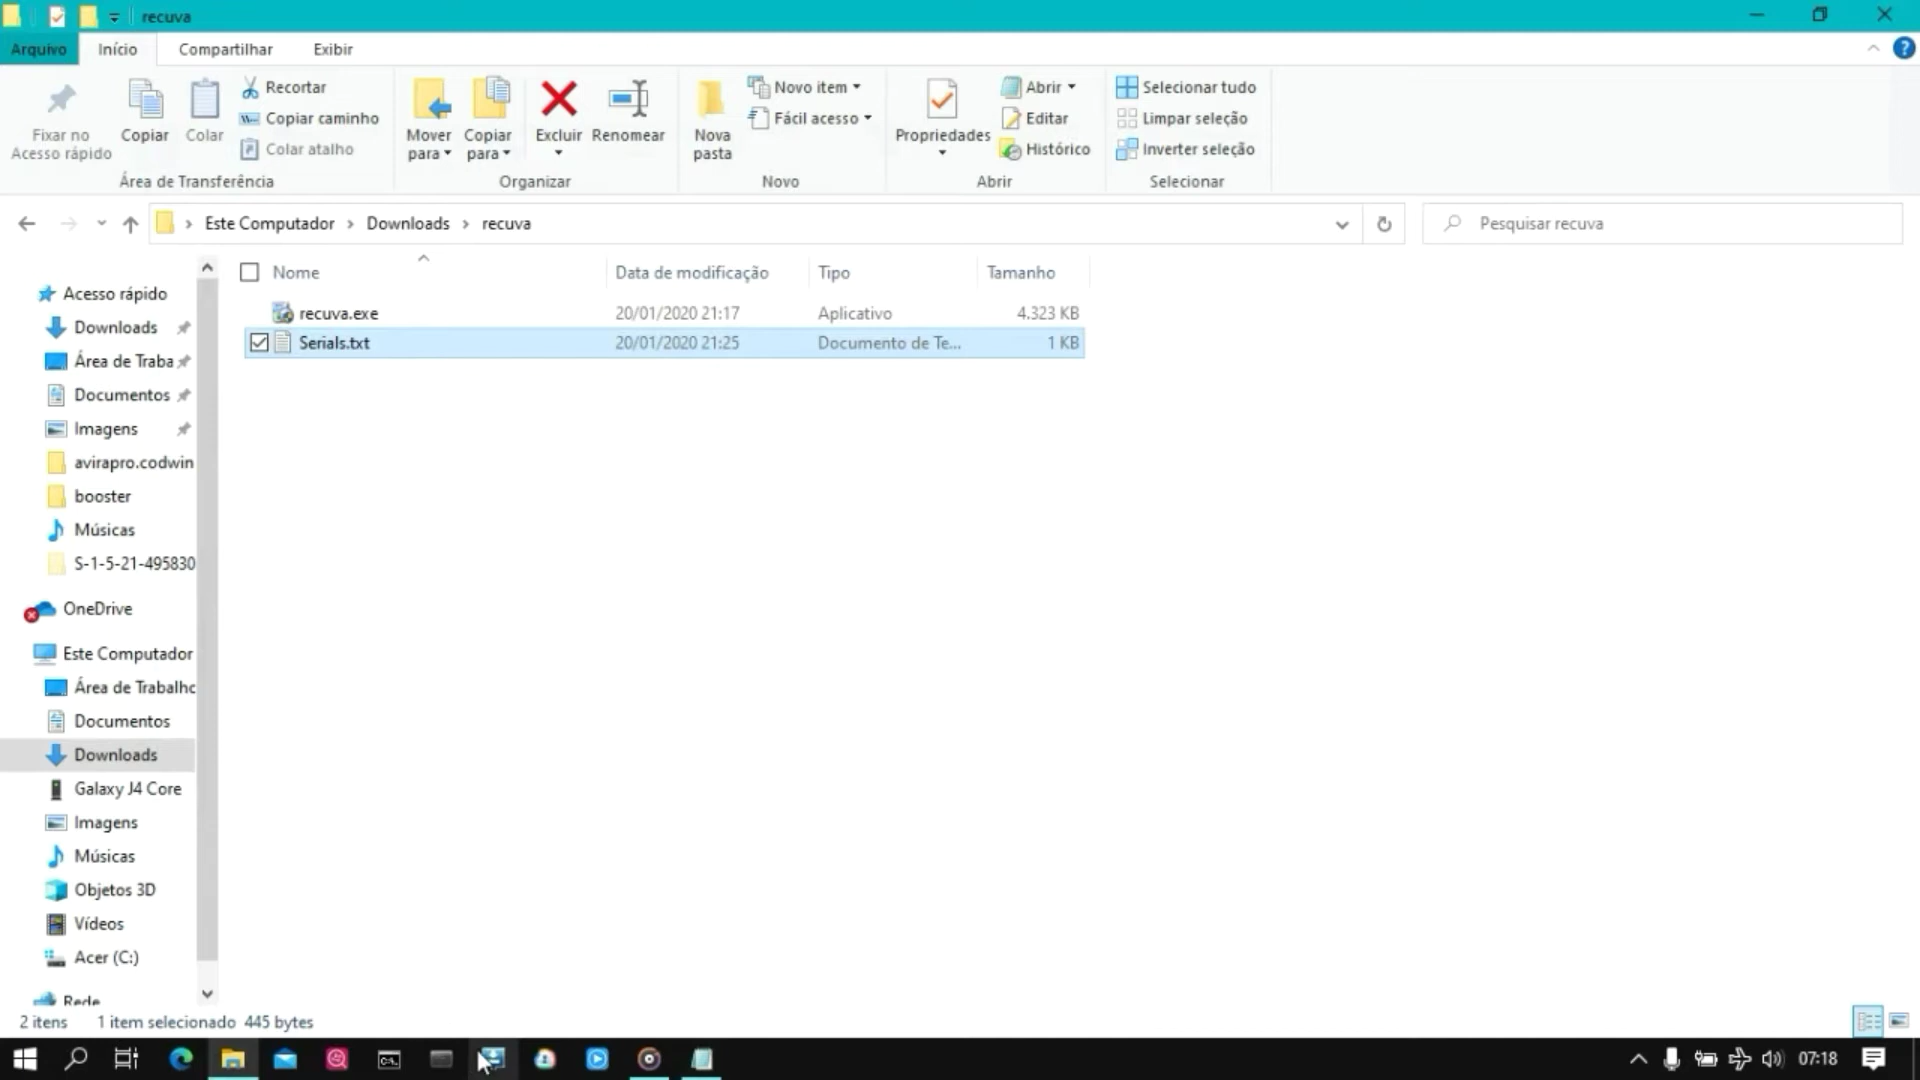 recuva
Arquivo Início Compartilhar Exibir
Fixar no Acesso rápido
Copiar
Colar
Recortar
Copiar caminho
Colar atalho
Área de Transferência
Mover para
Copiar para
Excluir
Renomear
Organizar
Nova pasta
Novo item
Fácil acesso
Novo
Propriedades
Abrir
Editar
Histórico
Abrir
Selecionar tudo
Limpar seleção
Inverter seleção
Selecionar
Este Computador > Downloads > recuva
Pesquisar recuva
Nome Data de modificação Tipo Tamanho
recuva.exe 20/01/2020 21:17 Aplicativo 4.323 KB
Serials.txt 20/01/2020 21:25 Documento de Te... 1 KB
Acesso rápido
Downloads
Área de Traba
Documentos
Imagens
avirapro.codwin
booster
Músicas
S-1-5-21-495830
OneDrive
Este Computador
Área de Trabalhc
Documentos
Downloads
Galaxy J4 Core
Imagens
Músicas
Objetos 3D
Vídeos
Acer (C:)
Rede
2 itens 1 item selecionado 445 bytes
07:18